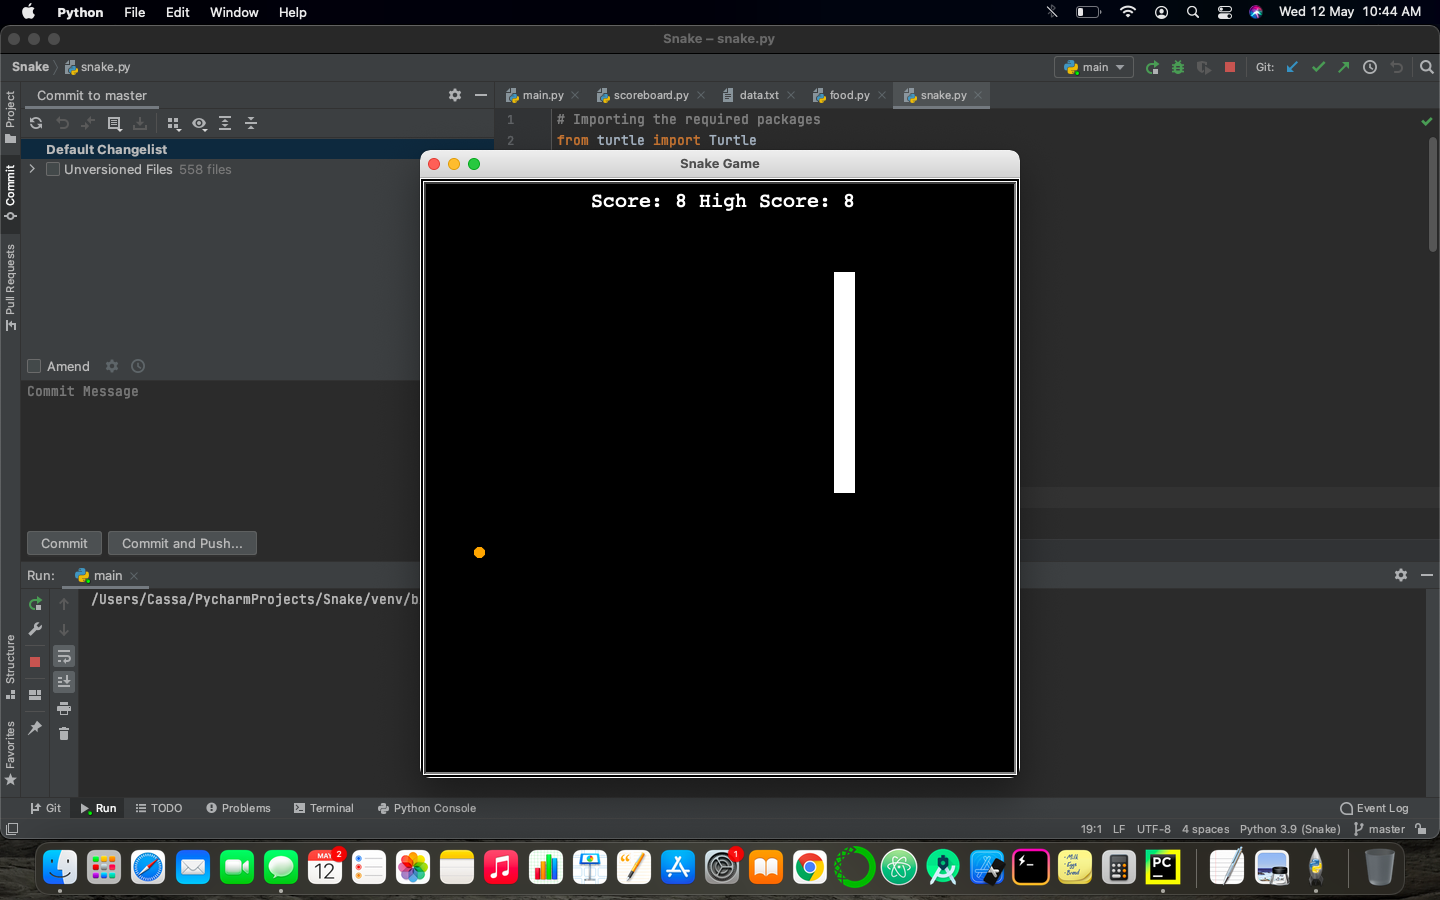 Python File Edit Window Help Wed 12 May 10:44 AM
Snake – snake.py
Snake snake.py main Git:
Project
Commit to master
main.py scoreboard.py data.txt food.py snake.py
1 # Importing the required packages
2 from turtle import Turtle
Default Changelist
Unversioned Files 558 files
Commit
Pull Requests
Snake Game
Score: 8 High Score: 8
Amend
Commit Message
Commit Commit and Push...
Run: main
/Users/Cassa/PycharmProjects/Snake/venv/b
Structure
Favorites
Git Run TODO Problems Terminal Python Console Event Log
19:1 LF UTF-8 4 spaces Python 3.9 (Snake) master
MAY 2
12
1
PC